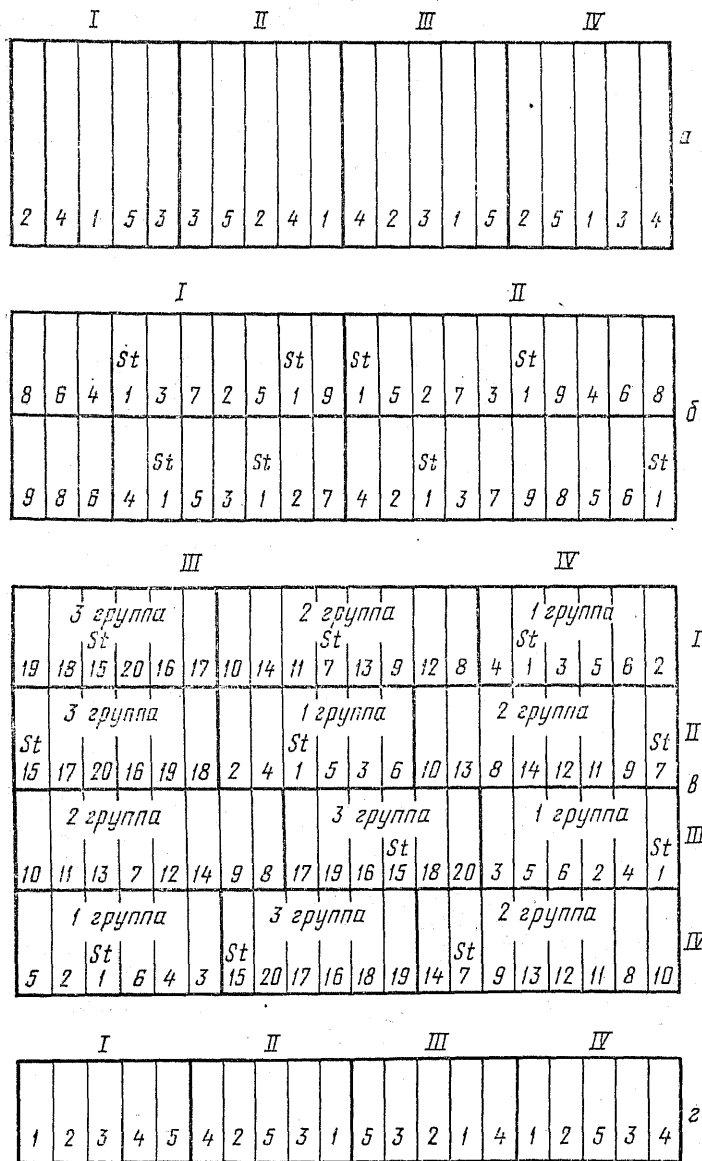 I II III IV
а
2 4 1 5 3 3 5 2 4 1 4 2 3 1 5 2 5 1 3 4
I II
St St St St
8 6 4 1 3 7 2 5 1 9 1 5 2 7 3 1 9 4 6 8
б
St St St St
9 8 6 4 1 5 3 1 2 7 4 2 1 3 7 9 8 5 6 1
III IV
3 группа 2 группа 1 группа
I
St St St
19 18 15 20 16 17 10 14 11 7 13 9 12 8 4 1 3 5 6 2
3 группа 1 группа 2 группа
II
St St St
15 17 20 16 19 18 2 4 1 5 3 6 10 13 8 14 12 11 9 7
в
2 группа 3 группа 1 группа
III
St St
10 11 13 7 12 14 9 8 17 19 16 15 18 20 3 5 6 2 4 1
1 группа 3 группа 2 группа
IV
St St St
5 2 1 6 4 3 15 20 17 16 18 19 14 7 9 13 12 11 8 10
I II III IV
г
1 2 3 4 5 4 2 5 3 1 5 3 2 1 4 1 2 5 3 4